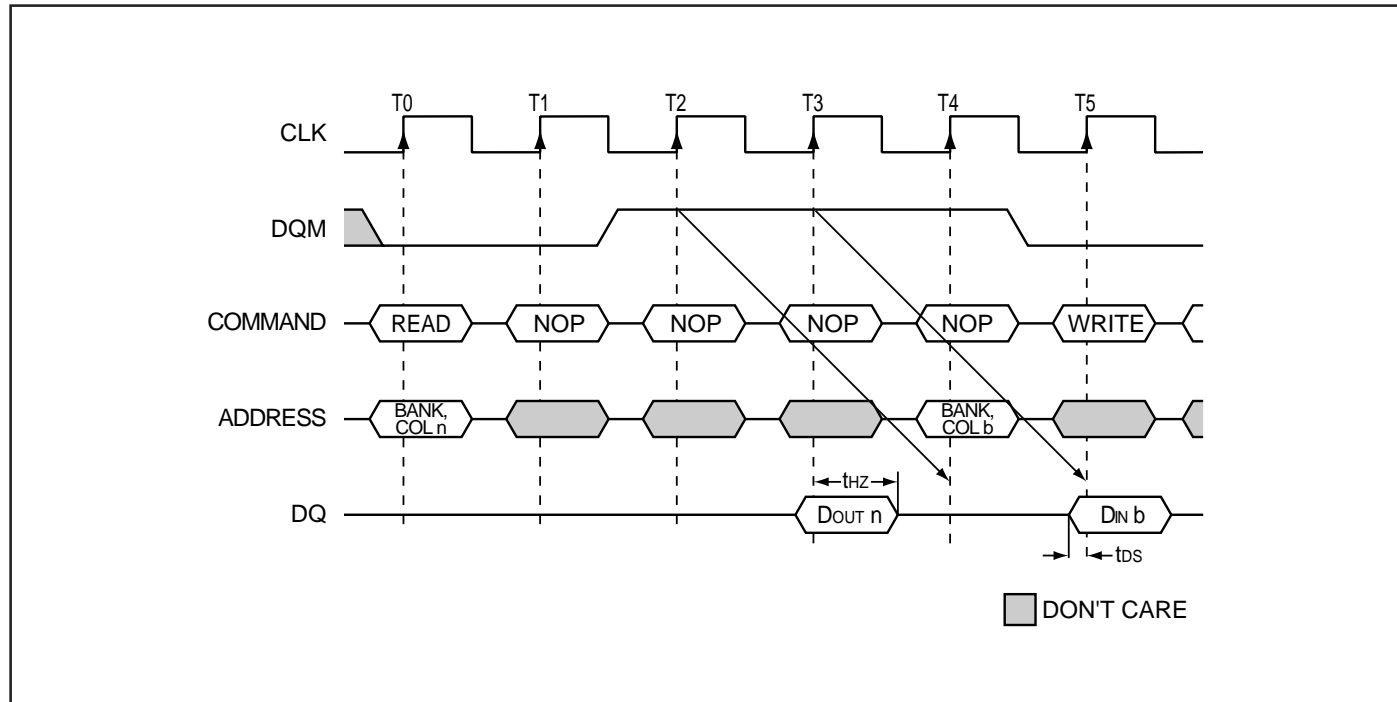 T0 T1 T2 T3 T4 T5
CLK
DQM
COMMAND READ NOP NOP NOP NOP WRITE
ADDRESS BANK, COL n BANK, COL b
tHZ
DQ DOUT n DIN b
tDS
DON'T CARE